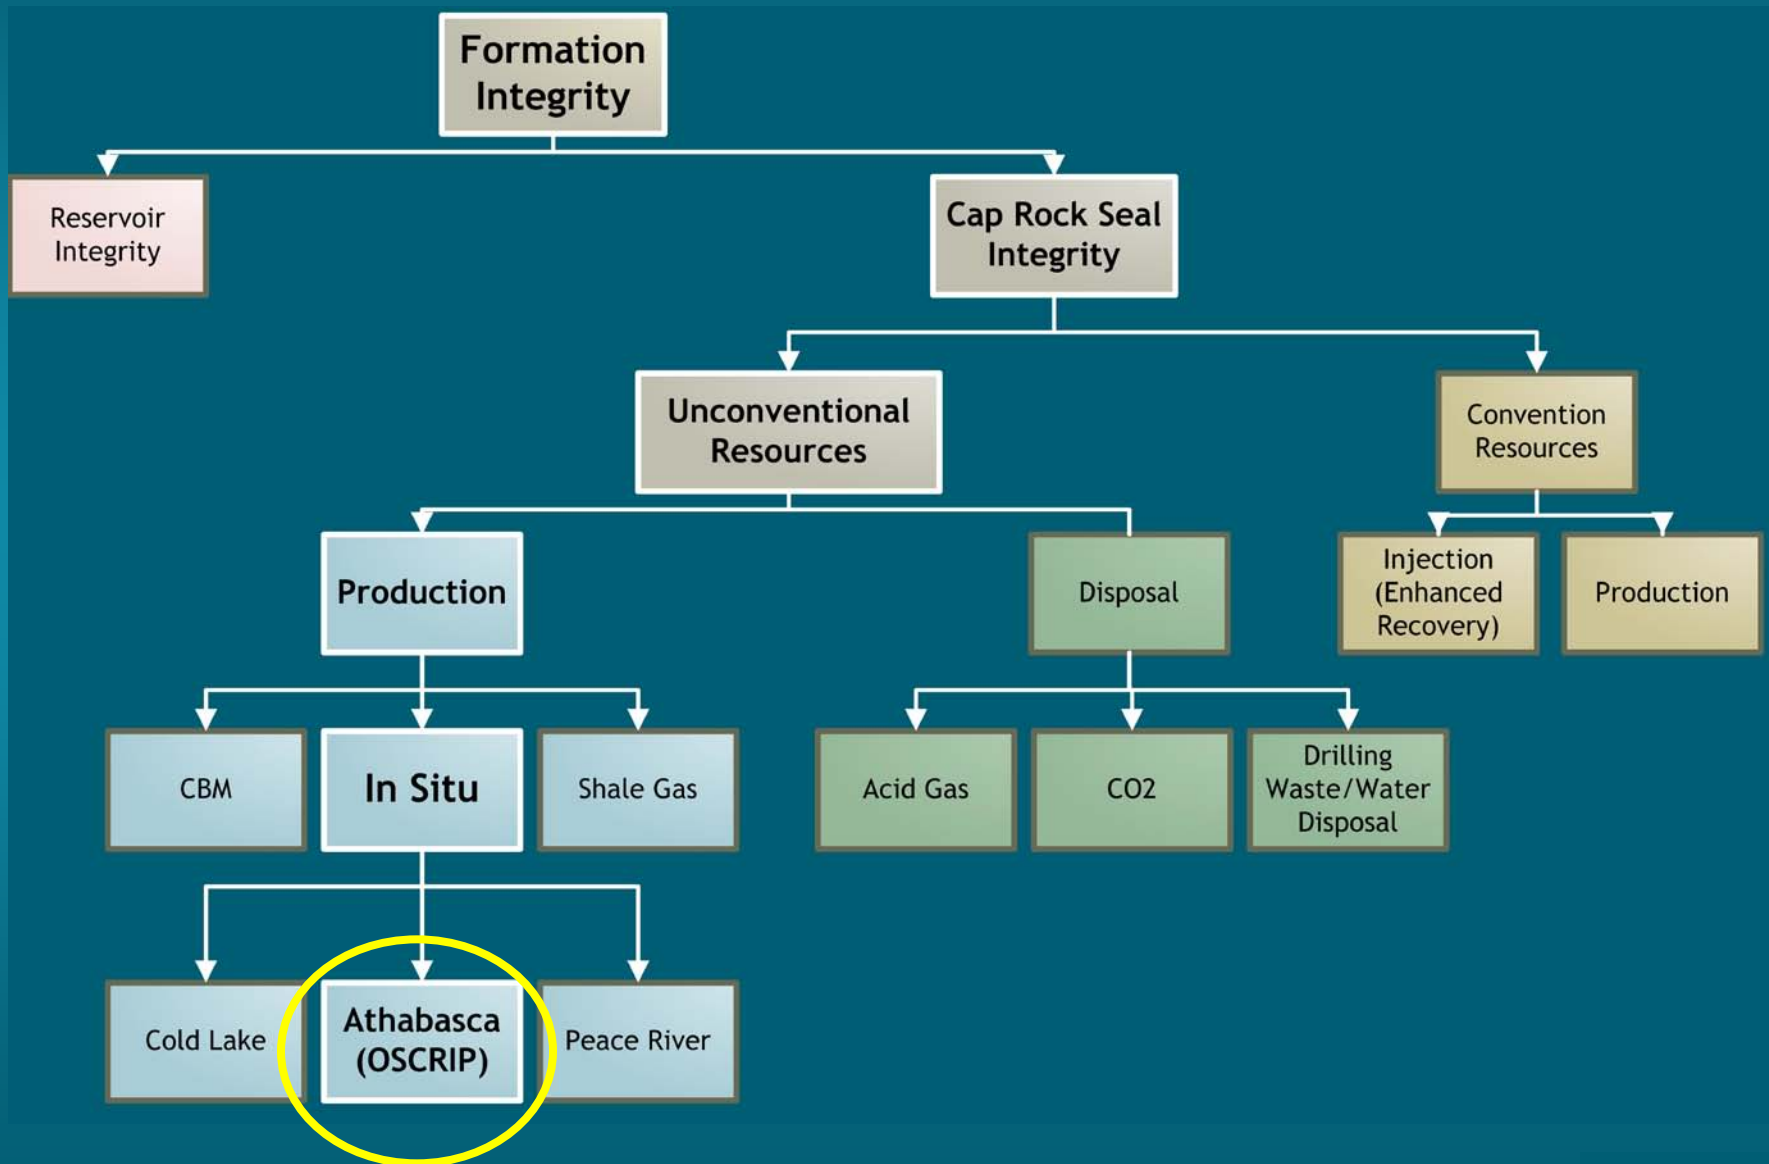 Formation
Integrity
Reservoir
Integrity
Cap Rock Seal
Integrity
Unconventional
Resources
Convention
Resources
Production
Disposal
Injection
(Enhanced
Recovery)
Production
CBM
In Situ
Shale Gas
Acid Gas
CO2
Drilling
Waste/Water
Disposal
Cold Lake
Athabasca
(OSCRIP)
Peace River